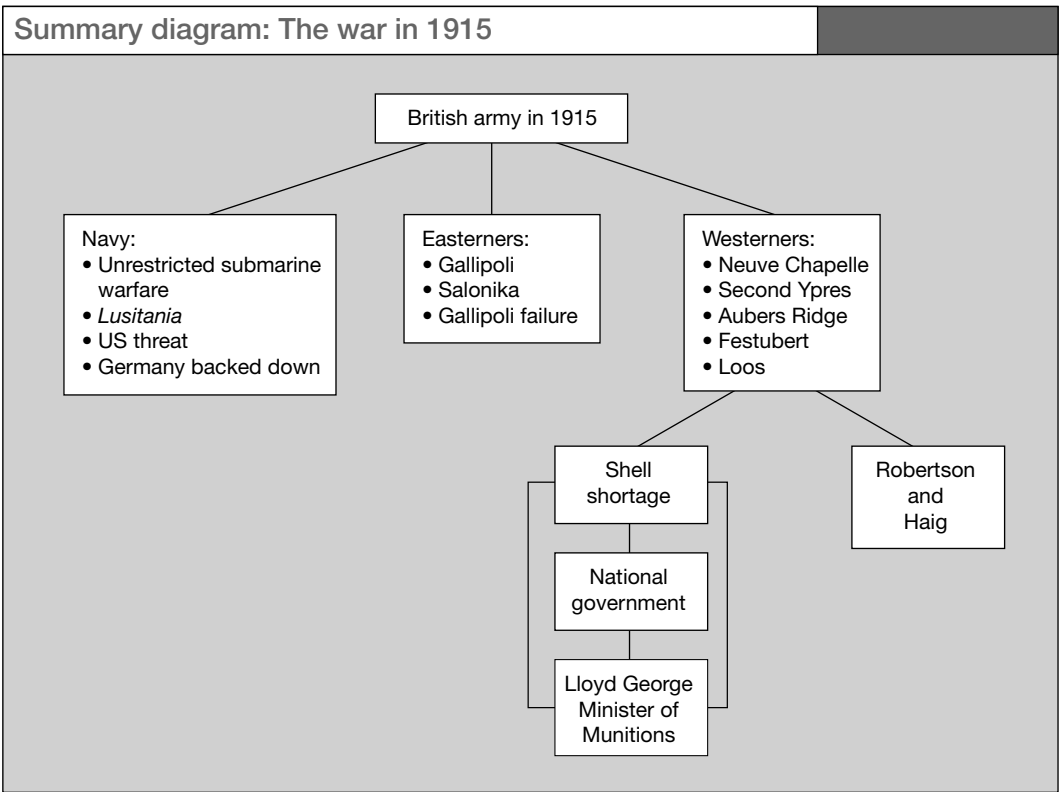 Summary diagram: The war in 1915
British army in 1915
Navy:
• Unrestricted submarine
warfare
• Lusitania
• US threat
• Germany backed down
Easterners:
• Gallipoli
• Salonika
• Gallipoli failure
Westerners:
• Neuve Chapelle
• Second Ypres
• Aubers Ridge
• Festubert
• Loos
Shell
shortage
Robertson
and
Haig
National
government
Lloyd George
Minister of
Munitions